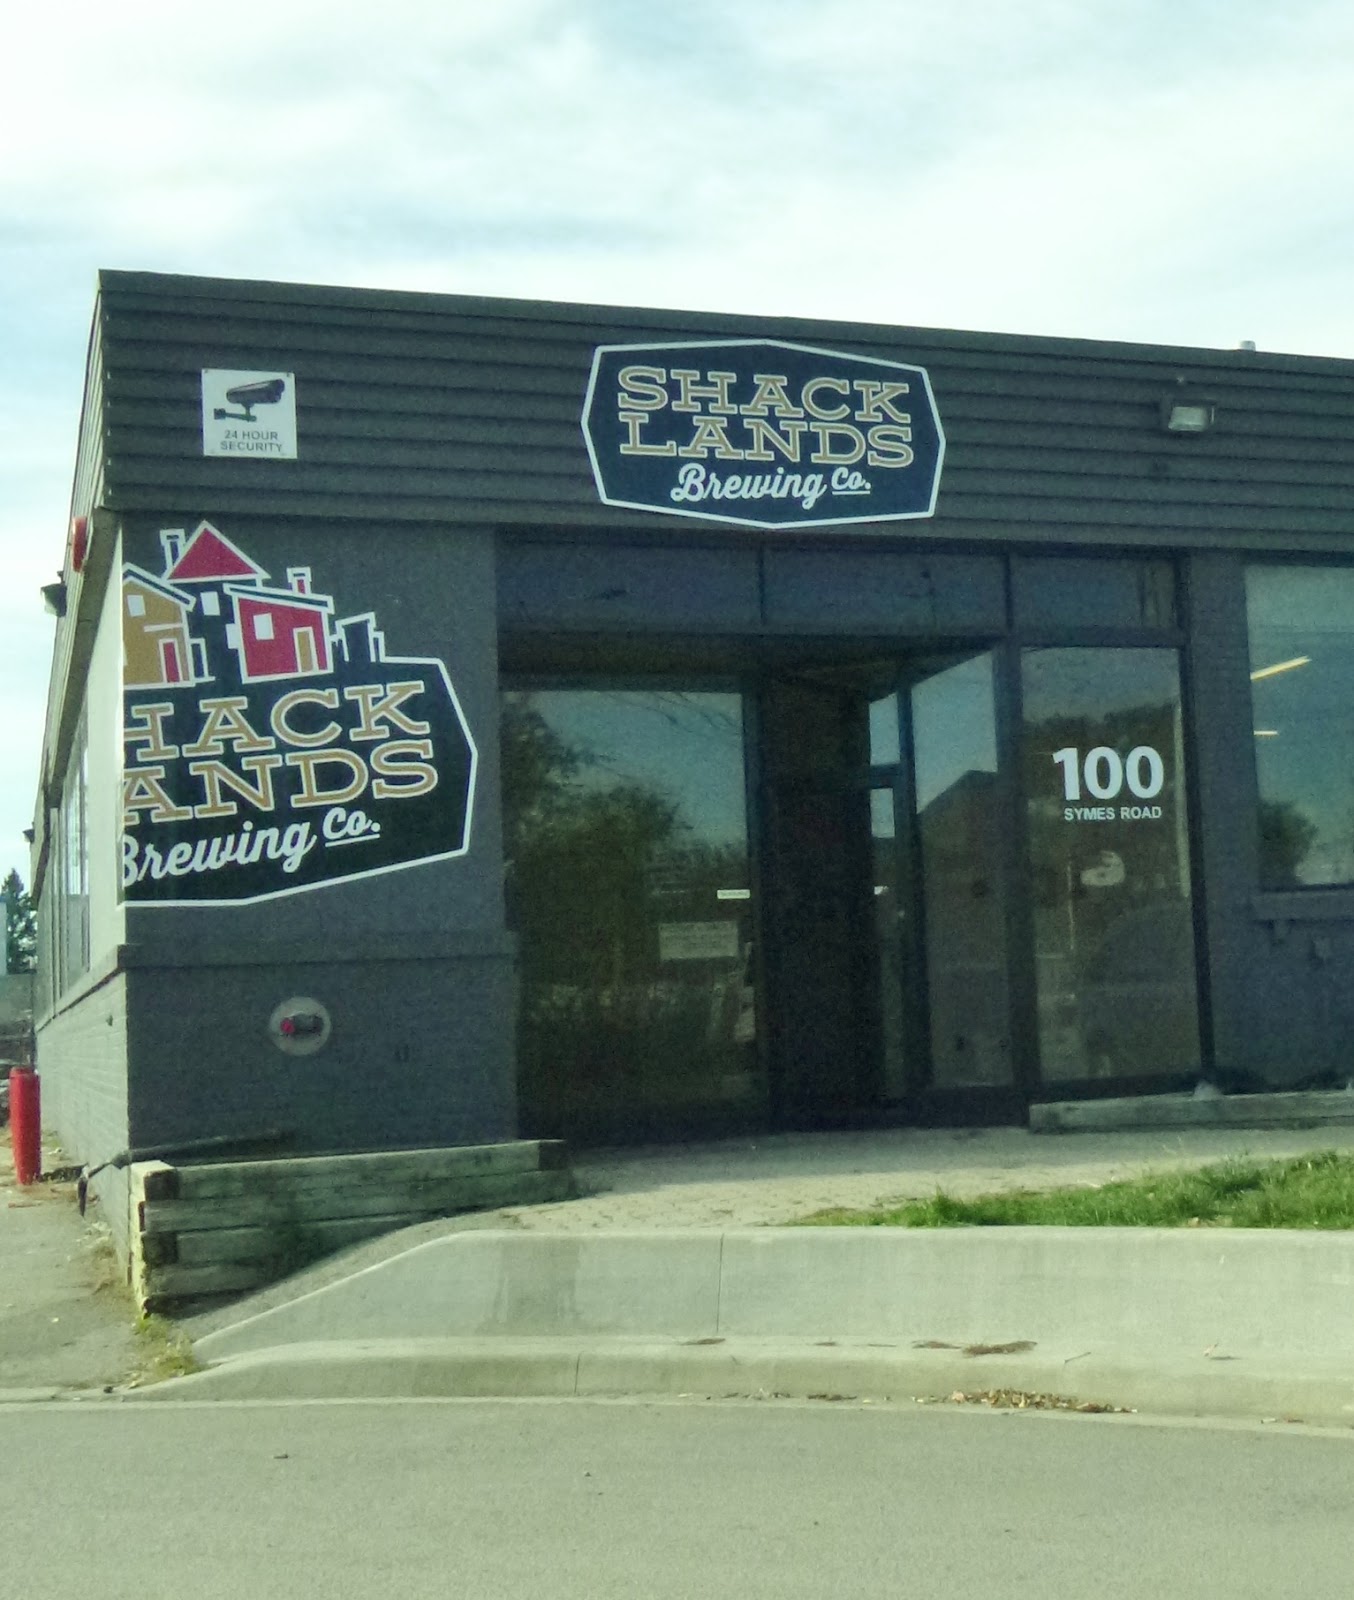 24 HOUR
SECURITY
SHACK
LANDS
Brewing Co.
HACK
ANDS
Brewing Co.
100
SYMES ROAD